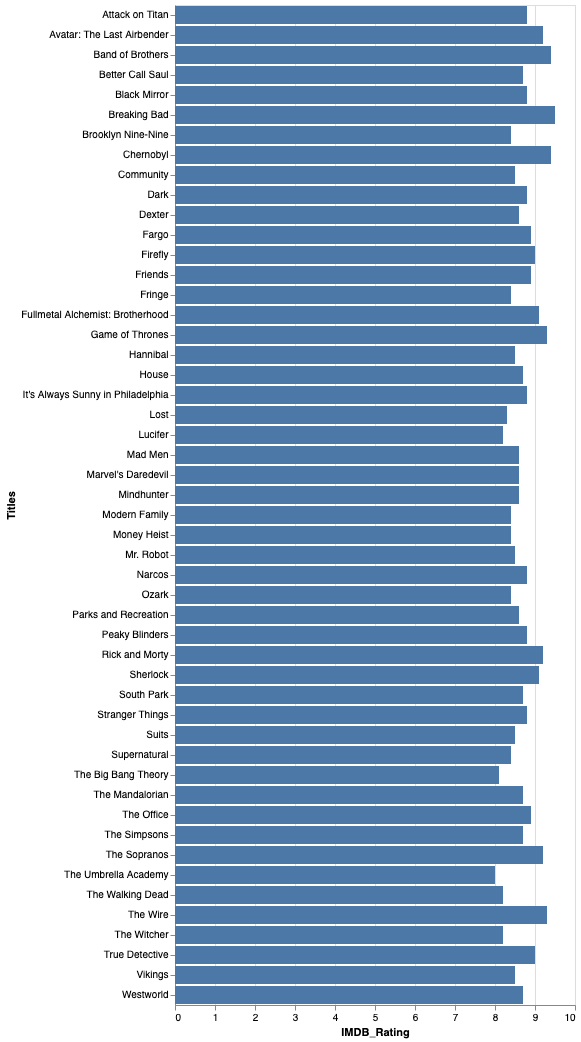 Attack on Titan
Avatar: The Last Airbender
Band of Brothers
Better Call Saul
Black Mirror
Breaking Bad
Brooklyn Nine-Nine
Chernobyl
Community
Dark
Dexter
Fargo
Firefly
Friends
Fringe
Fullmetal Alchemist: Brotherhood
Game of Thrones
Hannibal
House
It's Always Sunny in Philadelphia
Lost
Lucifer
Mad Men
Marvel's Daredevil
Mindhunter
Titles
Modern Family
Money Heist
Mr. Robot
Narcos
Ozark
Parks and Recreation
Peaky Blinders
Rick and Morty
Sherlock
South Park
Stranger Things
Suits
Supernatural
The Big Bang Theory
The Mandalorian
The Office
The Simpsons
The Sopranos
The Umbrella Academy
The Walking Dead
The Wire
The Witcher
True Detective
Vikings
Westworld
0 1 2 3 4 5 6 7 8 9 10
IMDB_Rating